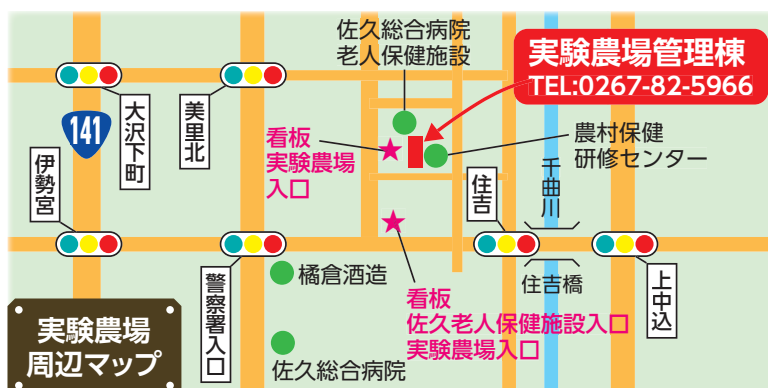 佐久総合病院
老人保健施設
実験農場管理棟
TEL:0267-82-5966
大沢下町
美里北
141
看板
実験農場
入口
農村保健
研修センター
伊勢宮
住吉
千曲川
警察署入口
橘倉酒造
住吉橋
上中込
看板
佐久老人保健施設入口
実験農場入口
実験農場
周辺マップ
佐久総合病院